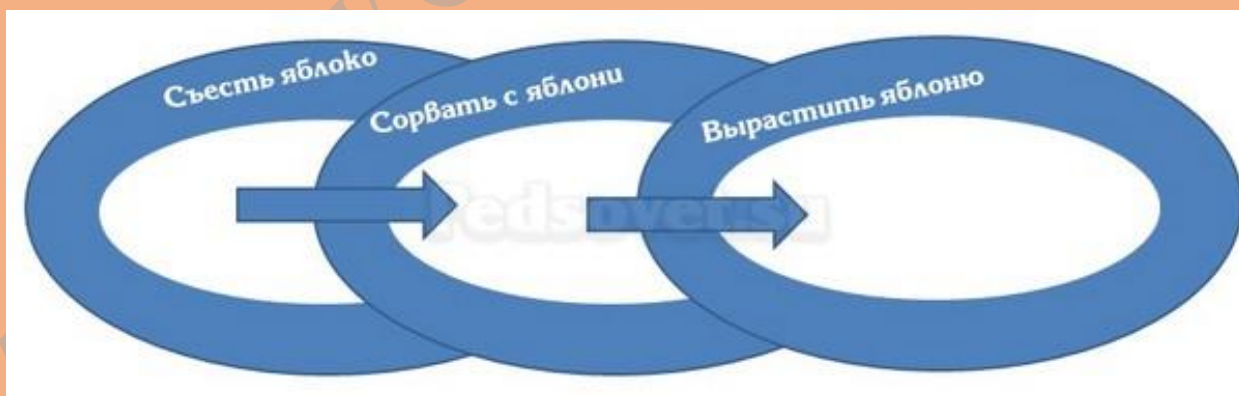 Съесть яблоко
Сорвать с яблони
Вырастить яблоню